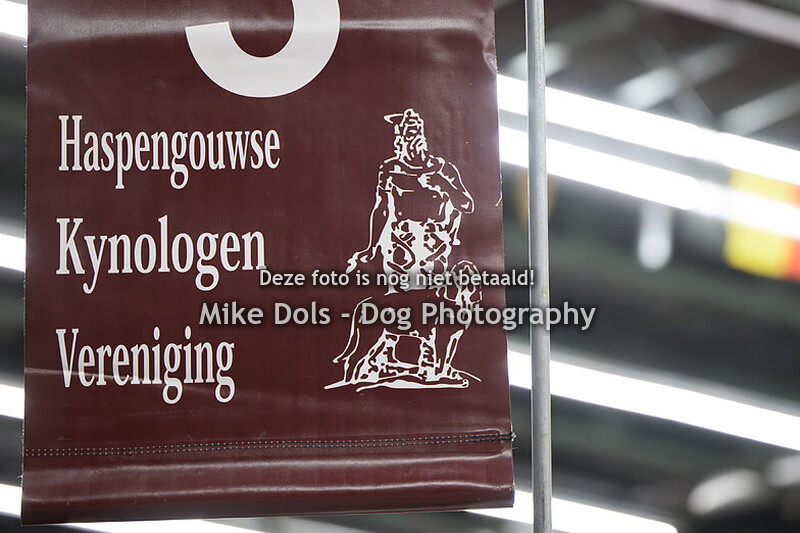 3
Haspengouwse
Kynologen
Deze foto is nog niet betaald!
Mike Dols - Dog Photography
Vereniging